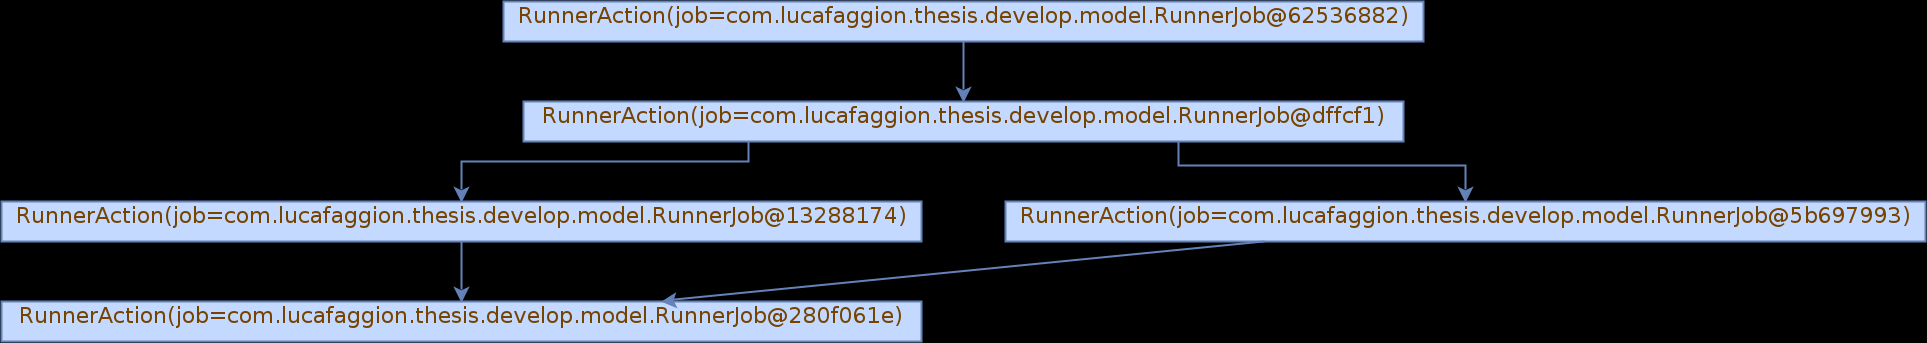 RunnerAction(job=com.lucafaggion.thesis.develop.model.RunnerJob@62536882)
RunnerAction(job=com.lucafaggion.thesis.develop.model.RunnerJob@dffcf1)
RunnerAction(job=com.lucafaggion.thesis.develop.model.RunnerJob@13288174)
RunnerAction(job=com.lucafaggion.thesis.develop.model.RunnerJob@5b697993)
RunnerAction(job=com.lucafaggion.thesis.develop.model.RunnerJob@280f061e)